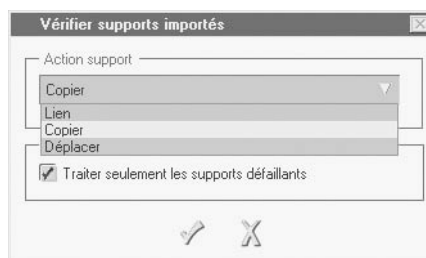 Vérifier supports importés
Action support
Copier
Lien
Copier
Déplacer
Traiter seulement les supports défaillants